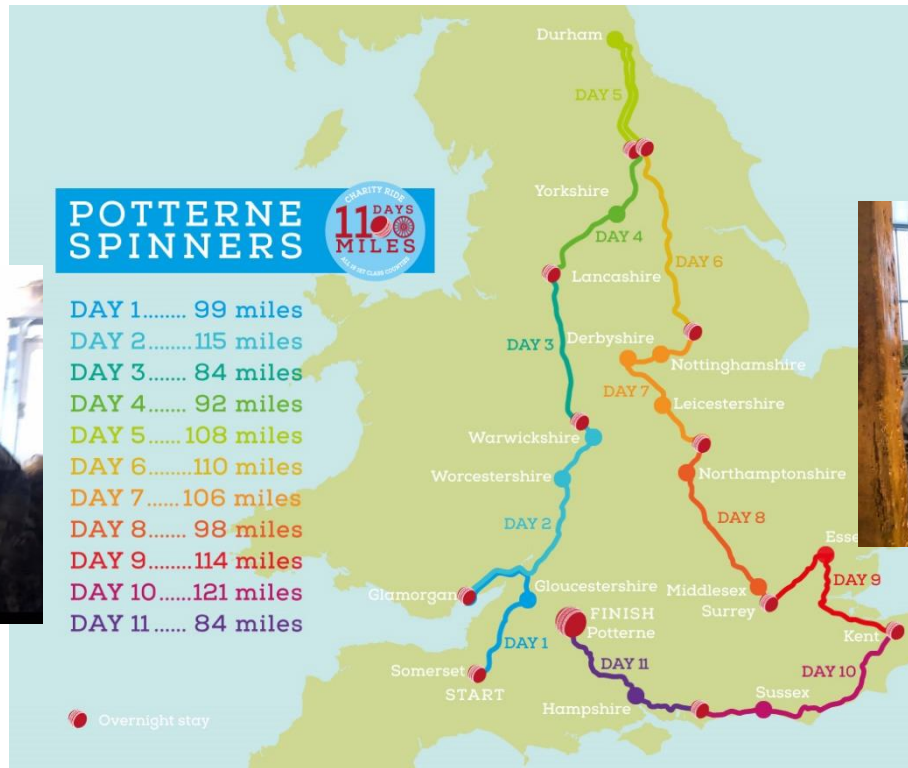 POTTERNE
SPINNERS
CHARITY RIDE
11 DAYS
MILES
ALL 18 1ST CLASS COUNTIES
DAY 1........ 99 miles
DAY 2........ 115 miles
DAY 3....... 84 miles
DAY 4....... 92 miles
DAY 5....... 108 miles
DAY 6....... 110 miles
DAY 7......106 miles
DAY 8....... 98 miles
DAY 9....... 114 miles
DAY 10......121 miles
DAY 11...... 84 miles
Overnight stay
Durham
DAY 5
Yorkshire
DAY 4
DAY 6
Lancashire
DAY 3
Derbyshire
Nottinghamshire
DAY 7
Leicestershire
Warwickshire
Worcestershire
Northamptonshire
DAY 2
DAY 8
Esse
DAY 9
Glamorgan
Gloucestershire
Middlesex
Surrey
FINISH
Potterne
Kent
DAY 1
DAY 11
DAY 10
Somerset
START
Hampshire
Sussex